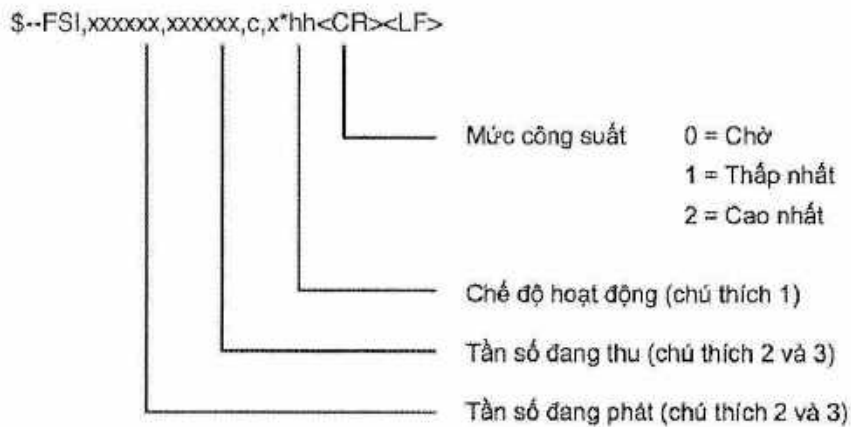 $--FSI,xxxxxx,xxxxxx,c,x*hh<CR><LF>
Mức công suất 0 = Chờ
1 = Thấp nhất
2 = Cao nhất
Chế độ hoạt động (chú thích 1)
Tần số đang thu (chú thích 2 và 3)
Tần số đang phát (chú thích 2 và 3)